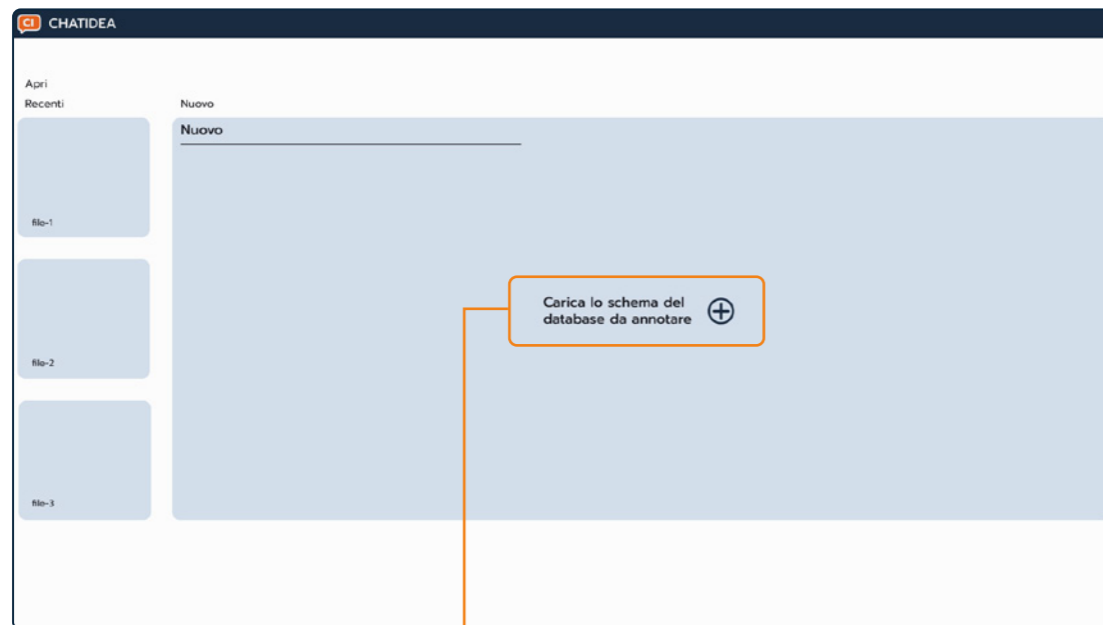 CI CHATIDEA
Apri
Recenti
Nuovo
Nuovo
file-1
Carica lo schema del
database da annotare
file-2
file-3